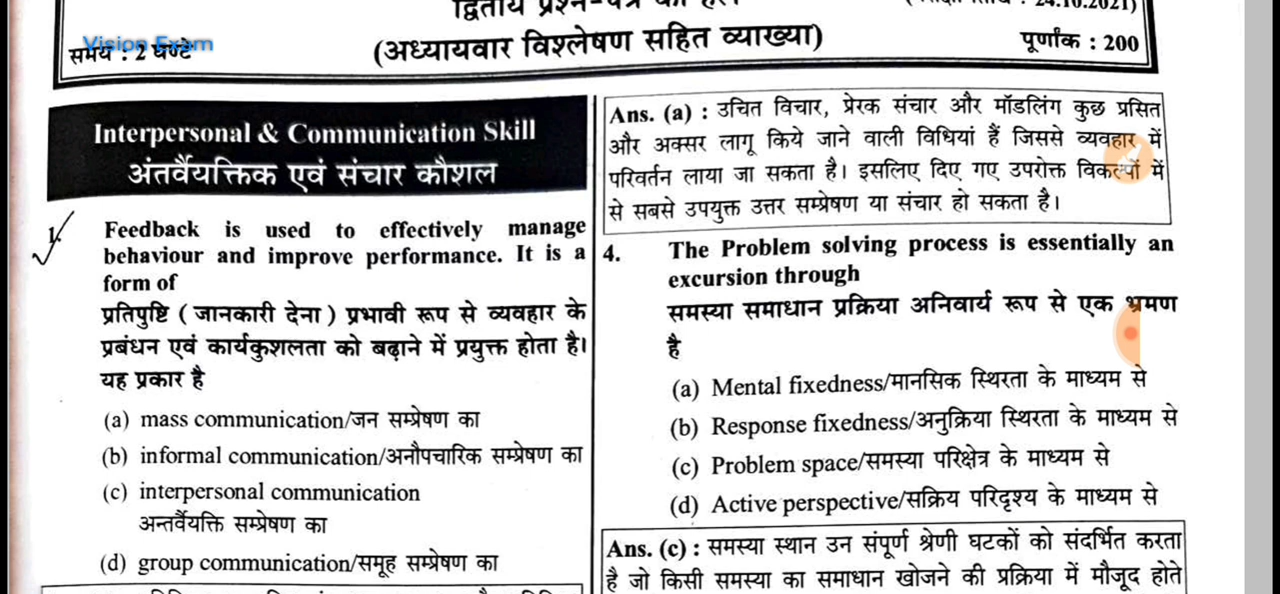 द्वितीय प्रश्न-पत्र का हल
24.10.2021)
Vision Exam
समय : 2 घण्टे
(अध्यायवार विश्लेषण सहित व्याख्या)
पूर्णांक : 200
Interpersonal & Communication Skill
अंतर्वैयक्तिक एवं संचार कौशल
1. Feedback is used to effectively manage
behaviour and improve performance. It is a
form of
प्रतिपुष्टि ( जानकारी देना ) प्रभावी रूप से व्यवहार के
प्रबंधन एवं कार्यकुशलता को बढ़ाने में प्रयुक्त होता है।
यह प्रकार है
(a) mass communication/जन सम्प्रेषण का
(b) informal communication/अनौपचारिक सम्प्रेषण का
(c) interpersonal communication
अन्तर्वैयक्ति सम्प्रेषण का
(d) group communication/समूह सम्प्रेषण का
Ans. (a) : उचित विचार, प्रेरक संचार और मॉडलिंग कुछ प्रसित
और अक्सर लागू किये जाने वाली विधियां हैं जिससे व्यवहार में
परिवर्तन लाया जा सकता है। इसलिए दिए गए उपरोक्त विकल्पों में
से सबसे उपयुक्त उत्तर सम्प्रेषण या संचार हो सकता है।
4. The Problem solving process is essentially an
excursion through
समस्या समाधान प्रक्रिया अनिवार्य रूप से एक भ्रमण
है
(a) Mental fixedness/मानसिक स्थिरता के माध्यम से
(b) Response fixedness/अनुक्रिया स्थिरता के माध्यम से
(c) Problem space/समस्या परिक्षेत्र के माध्यम से
(d) Active perspective/सक्रिय परिदृश्य के माध्यम से
Ans. (c) : समस्या स्थान उन संपूर्ण श्रेणी घटकों को संदर्भित करता
है जो किसी समस्या का समाधान खोजने की प्रक्रिया में मौजूद होते